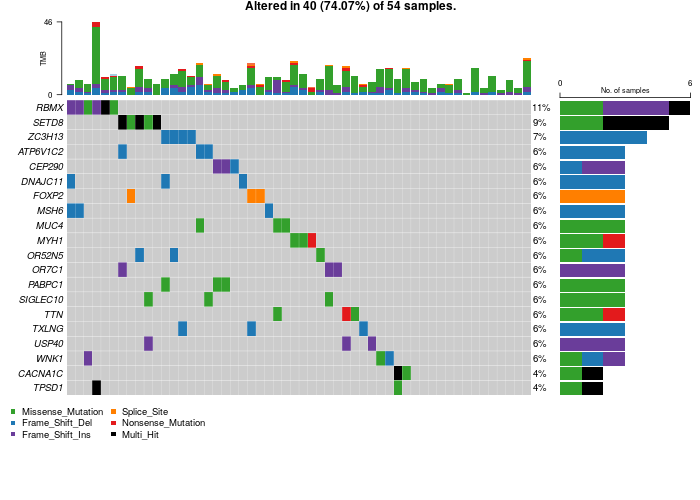 Altered in 40 (74.07%) of 54 samples.
46
TMB
0
0
6
No. of samples
RBMX 11%
SETD8 9%
ZC3H13 7%
ATP6V1C2 6%
CEP290 6%
DNAJC11 6%
FOXP2 6%
MSH6 6%
MUC4 6%
MYH1 6%
OR52N5 6%
OR7C1 6%
PABPC1 6%
SIGLEC10 6%
TTN 6%
TXLNG 6%
USP40 6%
WNK1 6%
CACNA1C 4%
TPSD1 4%
Missense_Mutation Splice_Site
Frame_Shift_Del Nonsense_Mutation
Frame_Shift_Ins Multi_Hit